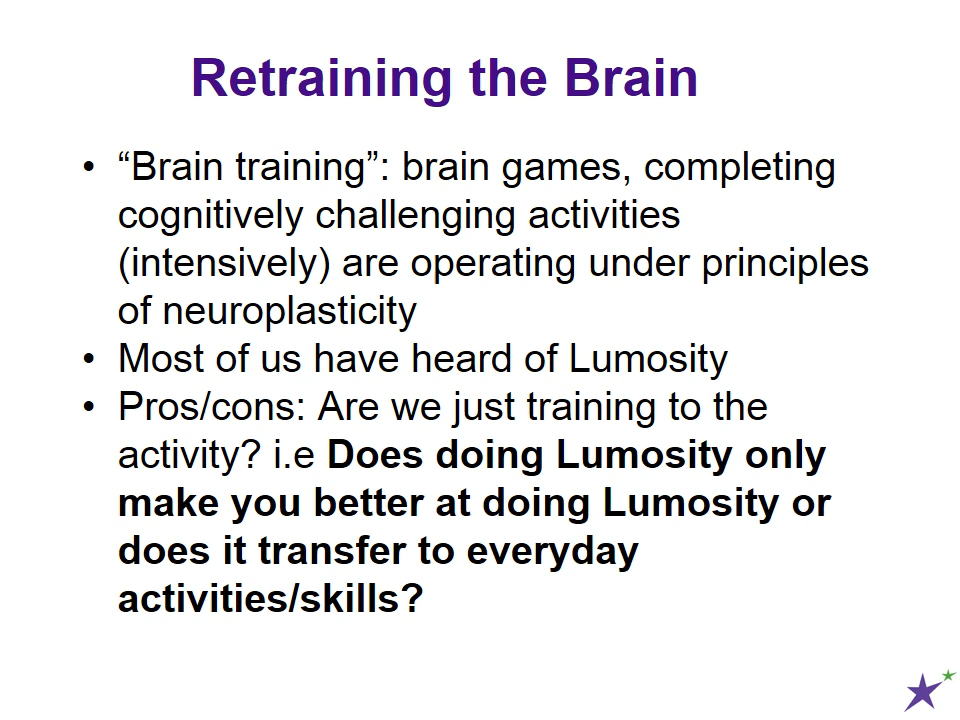 Retraining the Brain
• “Brain training”: brain games, completing
cognitively challenging activities
(intensively) are operating under principles
of neuroplasticity
• Most of us have heard of Lumosity
• Pros/cons: Are we just training to the
activity? i.e Does doing Lumosity only
make you better at doing Lumosity or
does it transfer to everyday
activities/skills?